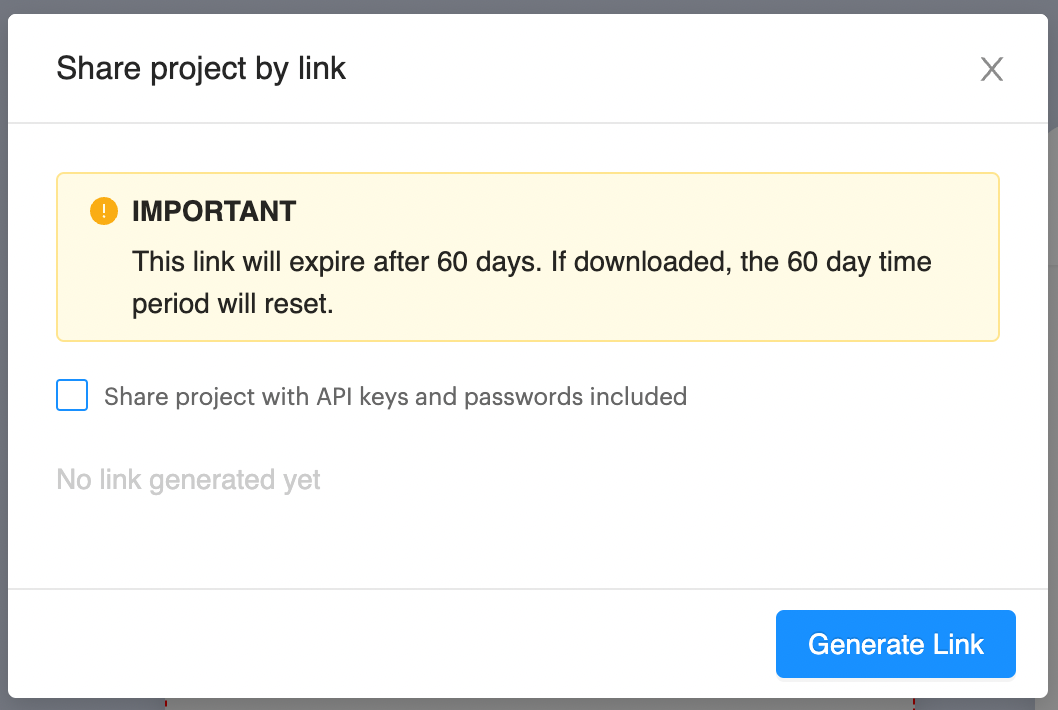 Share project by link
IMPORTANT
This link will expire after 60 days. If downloaded, the 60 day time
period will reset.
Share project with API keys and passwords included
No link generated yet
Generate Link